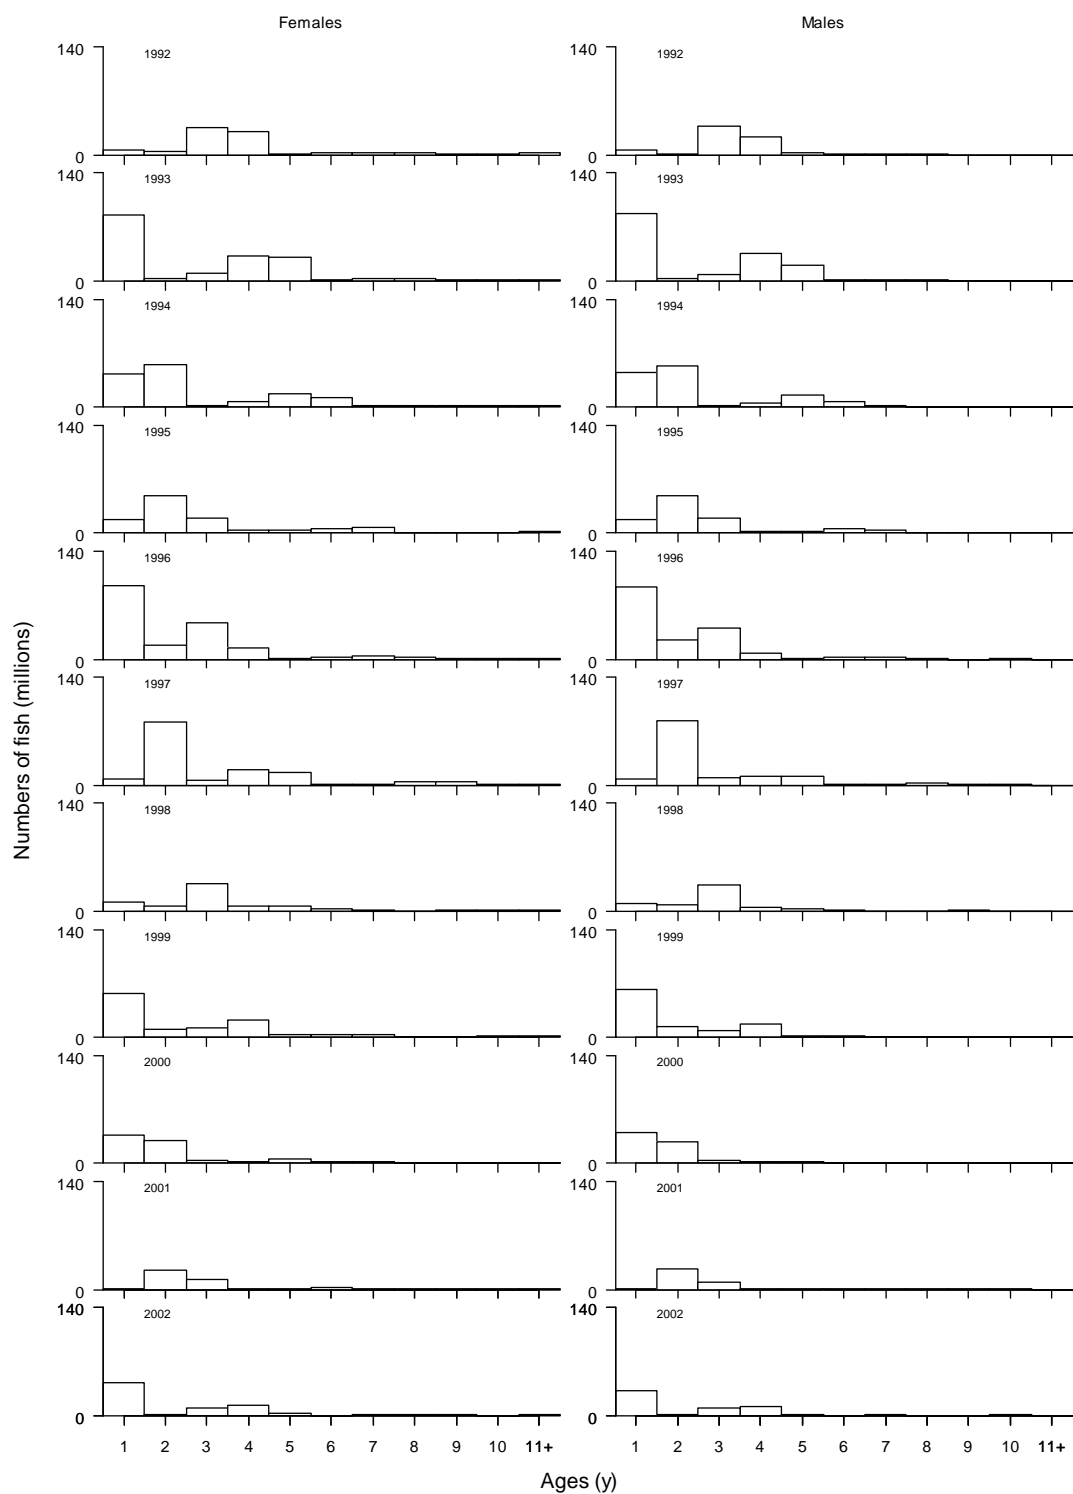 Females Males
140 1992 140 1992
0 0
140 1993 140 1993
0 0
140 1994 140 1994
0 0
140 1995 140 1995
0 0
140 1996 140 1996
0 0
140 1997 140 1997
0 0
140 1998 140 1998
0 0
140 1999 140 1999
0 0
140 2000 140 2000
0 0
140 2001 140 2001
0 0
140 2002 140 2002
0 0
1 2 3 4 5 6 7 8 9 10 11+ 1 2 3 4 5 6 7 8 9 10 11+
Ages (y)
Numbers of fish (millions)